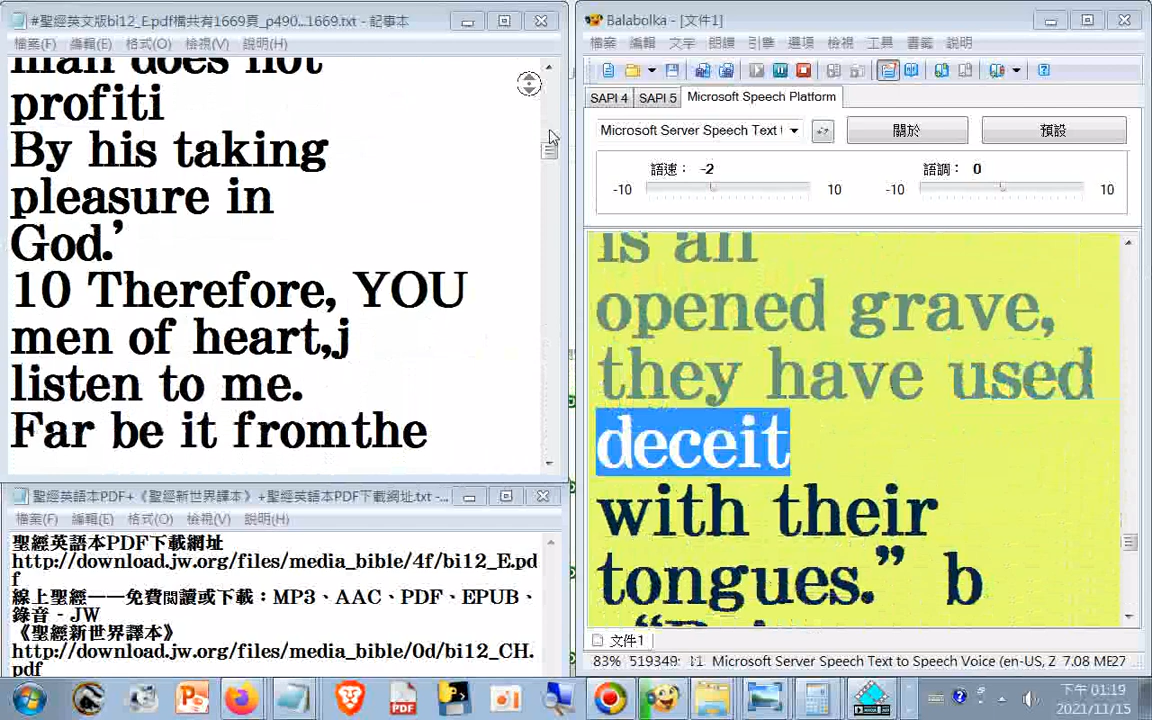 #聖經英文版bi12_E.pdf檔共有1669頁_p490...1669.txt - 記事本
檔案(F) 編輯(E) 格式(O) 檢視(V) 說明(H)
man does not
profiti
By his taking
pleasure in
God.’
10 Therefore, YOU
men of heart,j
listen to me.
Far be it fromthe
聖經英語本PDF+《聖經新世界譯本》+聖經英語本PDF下載網址.txt -...
檔案(F) 編輯(E) 格式(O) 檢視(V) 說明(H)
聖經英語本PDF下載網址
http://download.jw.org/files/media_bible/4f/bi12_E.pd
f
線上聖經——免費閱讀或下載：MP3、AAC、PDF、EPUB、
錄音 - JW
《聖經新世界譯本》
http://download.jw.org/files/media_bible/0d/bi12_CH.
pdf
Balabolka - [文件1]
檔案 編輯 文字 朗讀 引擎 選項 檢視 工具 書籤 說明
SAPI 4 SAPI 5 Microsoft Speech Platform
Microsoft Server Speech Text 關於 預設
語速： -2 語調： 0
-10 10 -10 10
is an
opened grave,
they have used
deceit
with their
tongues.” b
文件1
83% 519349: 11 Microsoft Server Speech Text to Speech Voice (en-US, Z 7.08 ME27
PDF
下午 01:19
2021/11/15